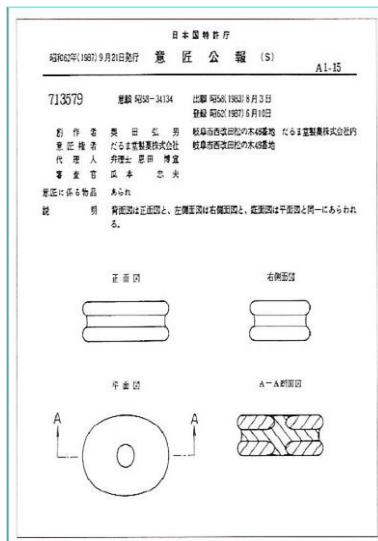 日本国特許庁
昭和62年(1987)9月21日発行 意匠公報 (S)
A1-15
713579 意願 昭58-34134 出願 昭58(1983)8月3日
登録 昭62(1987)6月10日
創作者 奥田弘男 岐阜市西改田松の木48番地 だるま堂製菓株式会社内
意匠権者 だるま堂製菓株式会社 岐阜市西改田松の木48番地
代理人 弁理士 恩田博宣
審査官 瓜本忠夫
意匠に係る物品 あられ
説明 背面図は正面図と、左側面図は右側面図と、底面図は平面図と同一にあらわれ
る。
正面図 右側面図
平面図 A-A断面図
A A